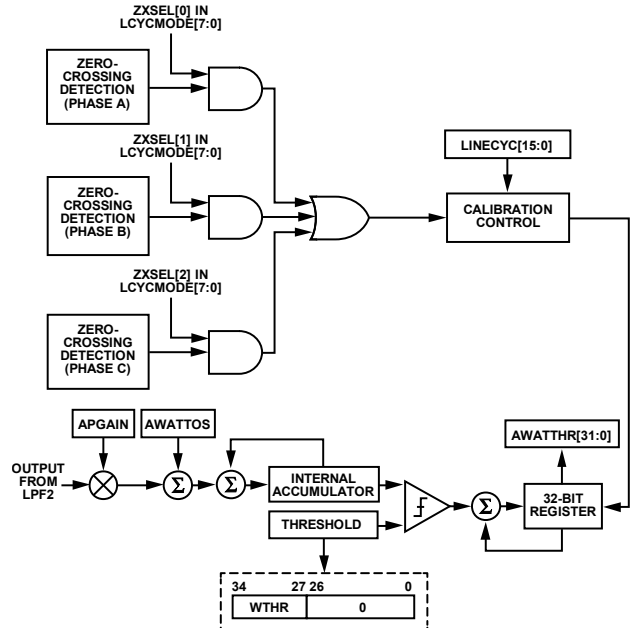 ZXSEL[0] IN
LCYCMODE[7:0]
ZERO-
CROSSING
DETECTION
(PHASE A)
ZXSEL[1] IN
LCYCMODE[7:0]
ZERO-
CROSSING
DETECTION
(PHASE B)
LINECYC[15:0]
CALIBRATION
CONTROL
ZXSEL[2] IN
LCYCMODE[7:0]
ZERO-
CROSSING
DETECTION
(PHASE C)
APGAIN
AWATTOS
AWATTHR[31:0]
OUTPUT
FROM
LPF2
Σ
Σ
INTERNAL
ACCUMULATOR
Σ
32-BIT
REGISTER
THRESHOLD
34 27 26 0
WTHR 0